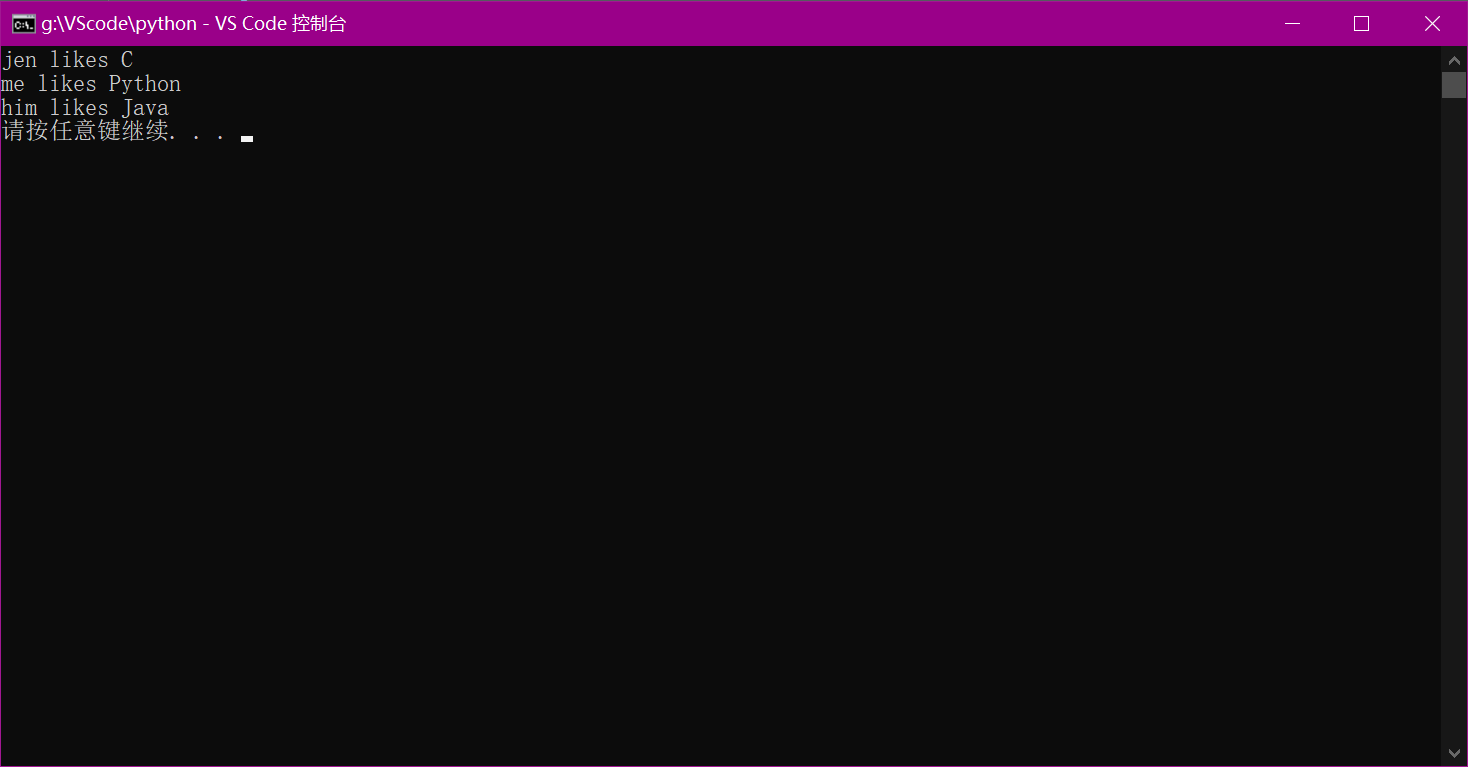 g:\VScode\python - VS Code 控制台
jen likes C
me likes Python
him likes Java
请按任意键继续. . .